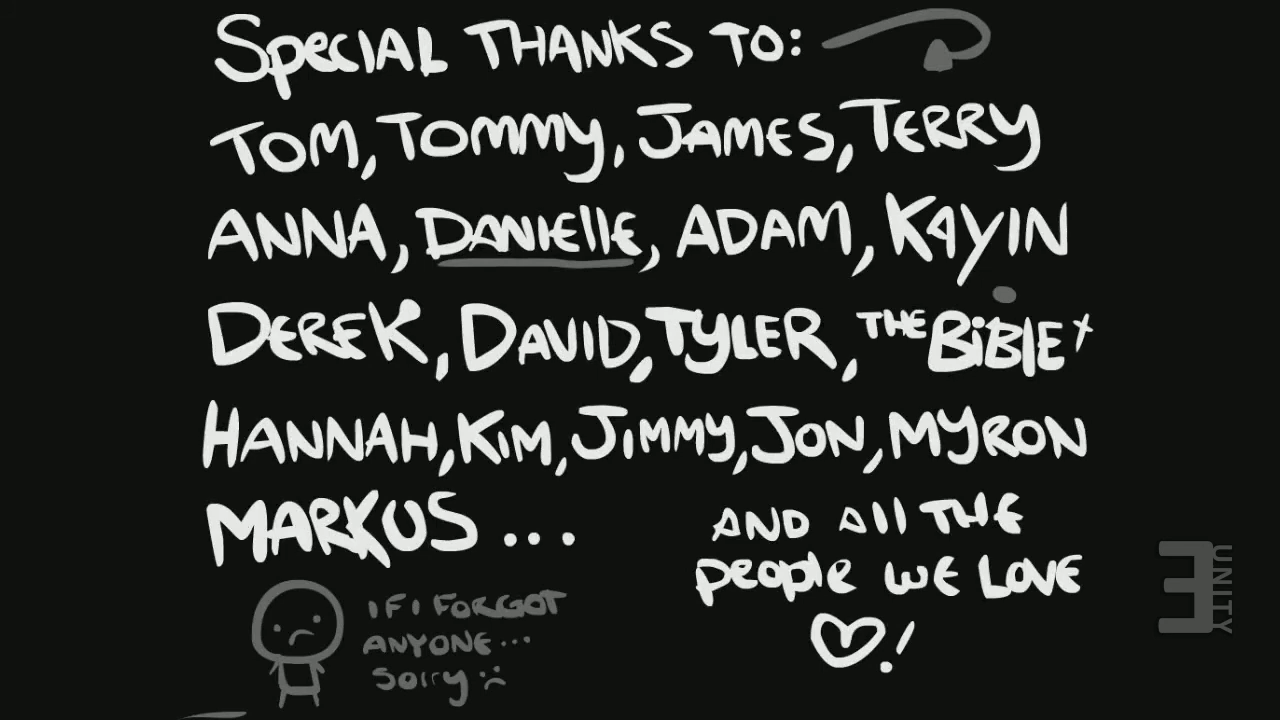 Special THANKS TO:
TOM, TOMMY, JAMES, TERRY
ANNA, DANIElle, ADAM, KAYIN
DEREK, DAVID, TYLER, THE BiBlE+
HANNAH, KiM, JiMMY, JON, MYRON
MARKUS ...
AND All THE
people WE LOVE
♡!
IF I FORGOT
ANYONE...
Sorry :(
E UNITY